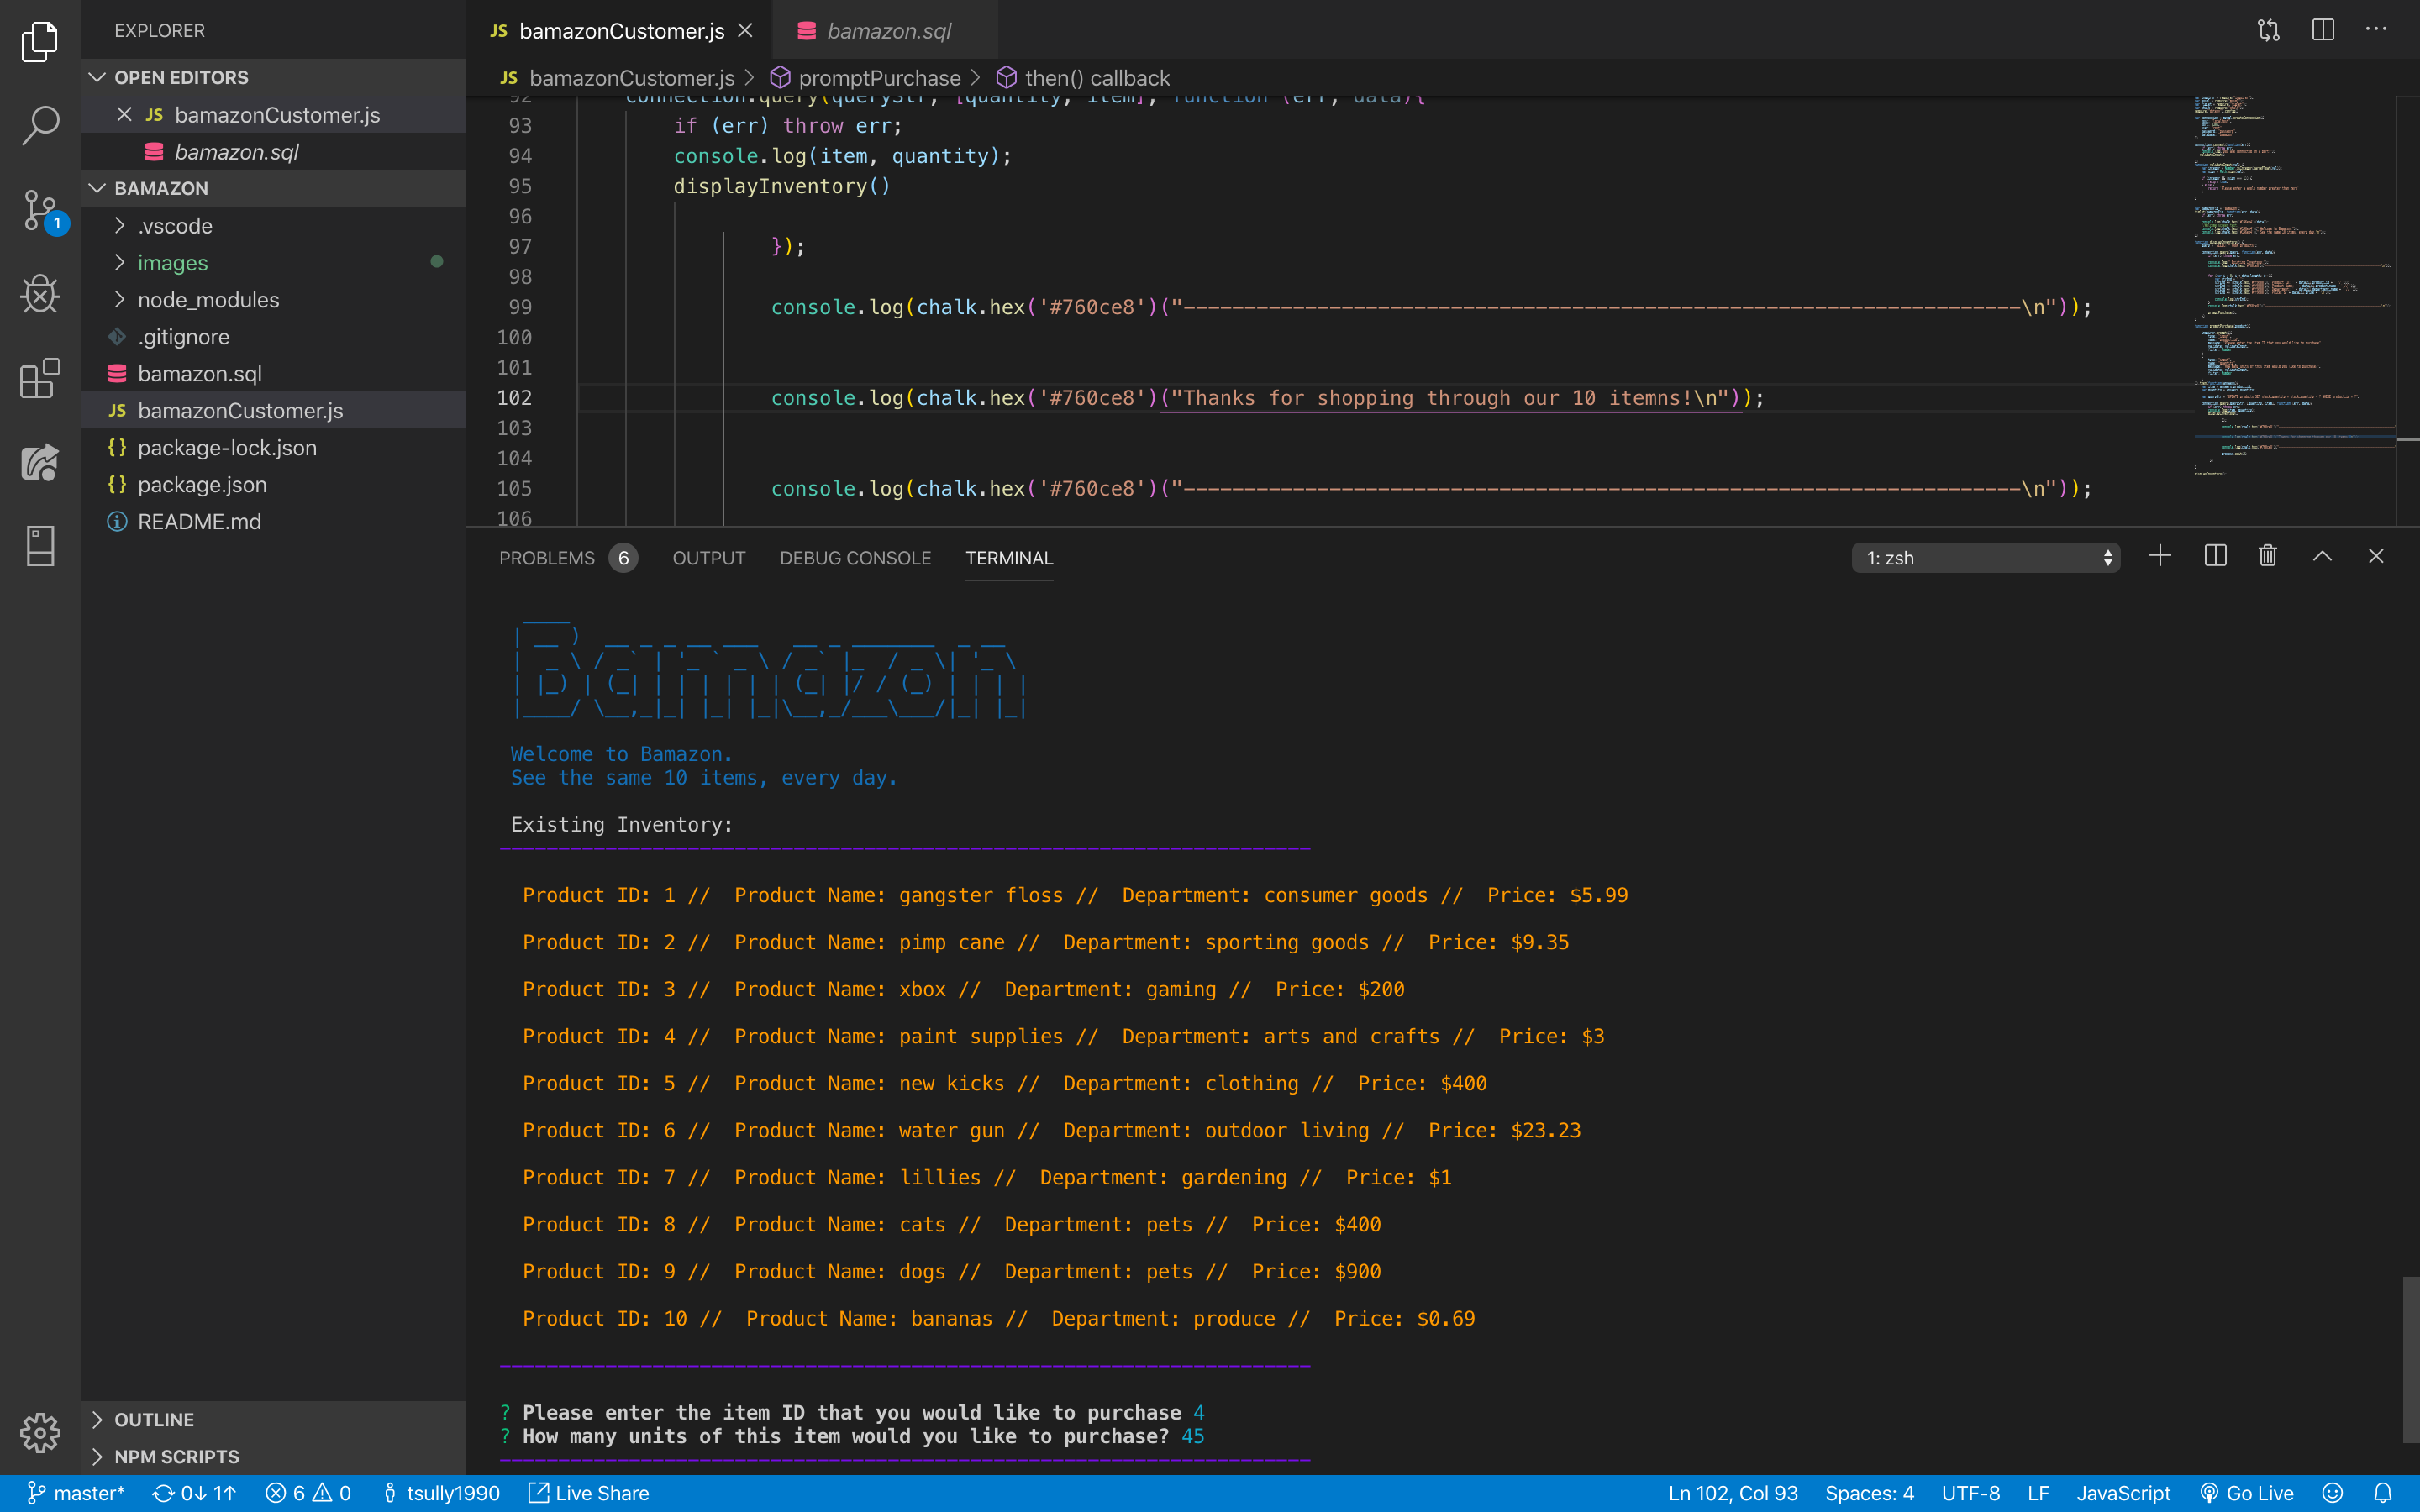 EXPLORER
OPEN EDITORS
JS bamazonCustomer.js
bamazon.sql
BAMAZON
.vscode
images
node_modules
.gitignore
bamazon.sql
JS bamazonCustomer.js
{} package-lock.json
{} package.json
README.md
OUTLINE
NPM SCRIPTS
1
JS bamazonCustomer.js
bamazon.sql
JS bamazonCustomer.js > promptPurchase > then() callback
92 connection.query(queryStr, [quantity, item], function (err, data){
93 if (err) throw err;
94 console.log(item, quantity);
95 displayInventory()
96
97 });
98
99 console.log(chalk.hex('#760ce8')("---------------------------------------------------------------------\n"));
100
101
102 console.log(chalk.hex('#760ce8')("Thanks for shopping through our 10 itemns!\n"));
103
104
105 console.log(chalk.hex('#760ce8')("---------------------------------------------------------------------\n"));
106
PROBLEMS 6 OUTPUT DEBUG CONSOLE TERMINAL 1: zsh
Bamazon
Welcome to Bamazon.
See the same 10 items, every day.
Existing Inventory:
---------------------------------------------------------------------
Product ID: 1 // Product Name: gangster floss // Department: consumer goods // Price: $5.99
Product ID: 2 // Product Name: pimp cane // Department: sporting goods // Price: $9.35
Product ID: 3 // Product Name: xbox // Department: gaming // Price: $200
Product ID: 4 // Product Name: paint supplies // Department: arts and crafts // Price: $3
Product ID: 5 // Product Name: new kicks // Department: clothing // Price: $400
Product ID: 6 // Product Name: water gun // Department: outdoor living // Price: $23.23
Product ID: 7 // Product Name: lillies // Department: gardening // Price: $1
Product ID: 8 // Product Name: cats // Department: pets // Price: $400
Product ID: 9 // Product Name: dogs // Department: pets // Price: $900
Product ID: 10 // Product Name: bananas // Department: produce // Price: $0.69
---------------------------------------------------------------------
? Please enter the item ID that you would like to purchase 4
? How many units of this item would you like to purchase? 45
---------------------------------------------------------------------
master* 0↓ 1↑ 6 0 tsully1990 Live Share Ln 102, Col 93 Spaces: 4 UTF-8 LF JavaScript Go Live